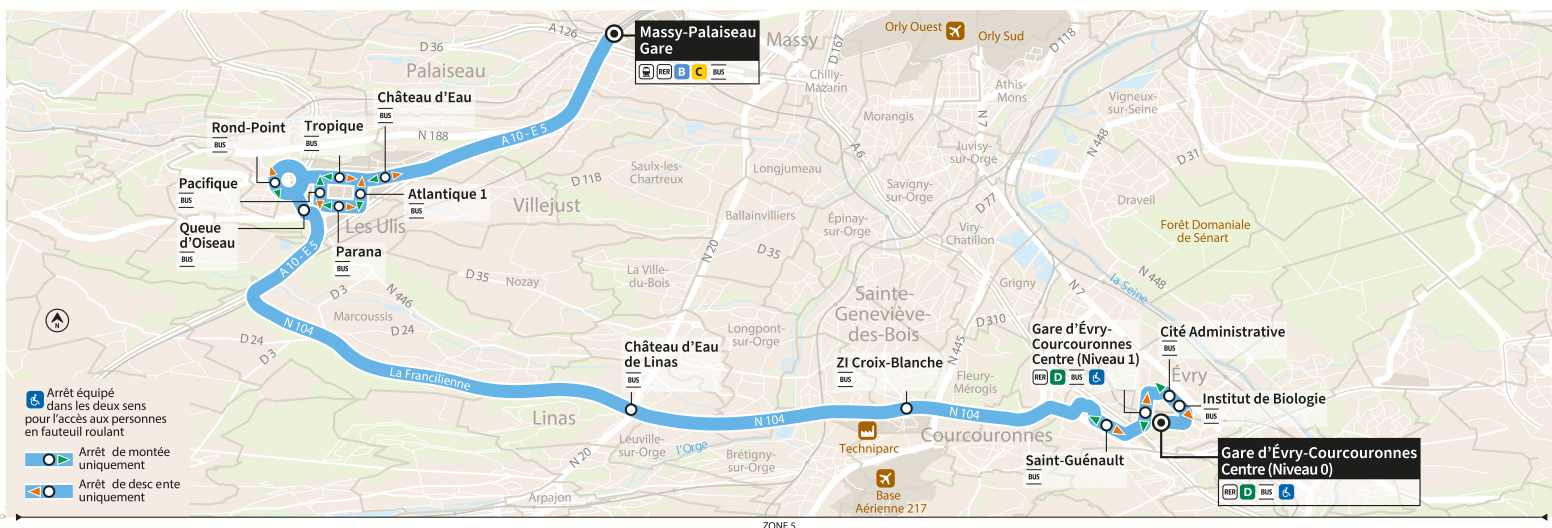 A 126
Massy-Palaiseau
Gare
RER
B
C
BUS
Massy
D 167
Orly Ouest
Orly Sud
D 118
D 36
Palaiseau
Chilly-
Mazarin
Athis-
Mons
Vigneux-
sur-Seine
Château d'Eau
BUS
Rond-Point
BUS
Tropique
BUS
N 188
A 10 - E 5
Morangis
N 7
A 6
Juvisy-
sur-Orge
N 448
D 31
Pacifique
BUS
Atlantique 1
BUS
D 118
Saulx-les-
Chartreux
Longjumeau
Savigny-
sur-Orge
D 77
Draveil
Villejust
Ballainvilliers
Épinay-
sur-Orge
Viry-
Chatillon
Forêt Domaniale
de Sénart
Queue
d'Oiseau
BUS
Les Ulis
Parana
BUS
A 10 - E 5
N 20
D 35
D 35
Nozay
La Ville-
du-Bois
Grigny
N 7
la Seine
N 448
D 3
N 446
Marcoussis
D 24
Sainte-
Geneviève-
des-Bois
D 310
N
N 104
D 24
D 3
Longpont-
sur-Orge
N 445
Gare d'Évry-
Courcouronnes
Centre (Niveau 1)
RER
D
BUS
Cité Administrative
BUS
Château d'Eau
de Linas
BUS
ZI Croix-Blanche
BUS
Fleury-
Mérogis
Évry
La Francilienne
Institut de Biologie
BUS
Arrêt équipé
dans les deux sens
pour l'accès aux personnes
en fauteuil roulant
Linas
N 104
N 104
Courcouronnes
Leuville-
sur-Orge
l'Orge
Brétigny-
sur-Orge
Techniparc
Saint-Guénault
BUS
Gare d'Évry-Courcouronnes
Centre (Niveau 0)
RER
D
BUS
Arrêt de montée
uniquement
Arrêt de desc ente
uniquement
N 20
Arpajon
Base
Aérienne 217
ZONE 5